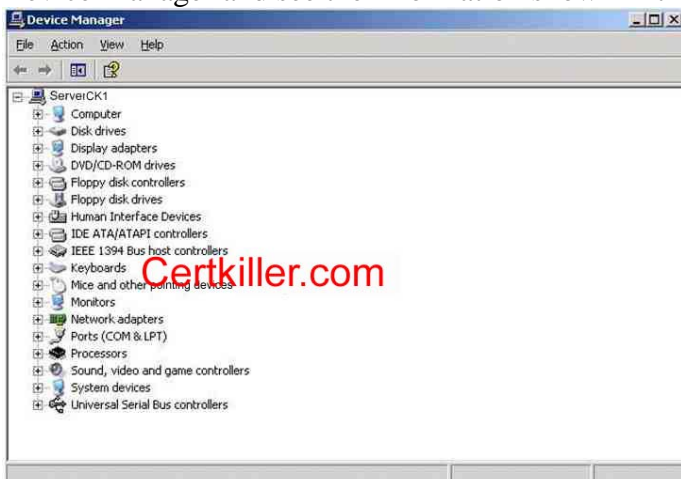 Device Manager
File Action View Help
ServerCK1
Computer
Disk drives
Display adapters
DVD/CD-ROM drives
Floppy disk controllers
Floppy disk drives
Human Interface Devices
IDE ATA/ATAPI controllers
IEEE 1394 Bus host controllers
Keyboards
Certkiller.com
Mice and other pointing devices
Monitors
Network adapters
Ports (COM & LPT)
Processors
Sound, video and game controllers
System devices
Universal Serial Bus controllers